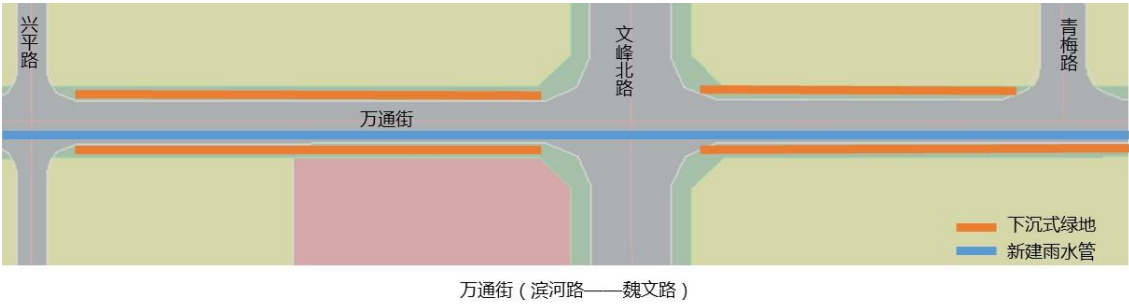 兴平路
文峰北路
青梅路
万通街
下沉式绿地
新建雨水管
万通街（滨河路——魏文路）